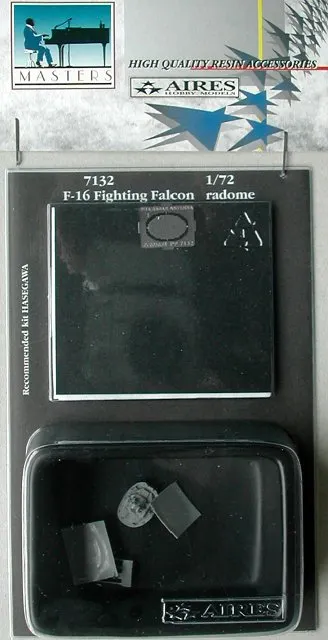 MASTERS
HIGH QUALITY RESIN ACCESSORIES
AIRES
HOBBY MODELS
7132 1/72
F-16 Fighting Falcon radome
Recommended kit HASEGAWA
AIRES